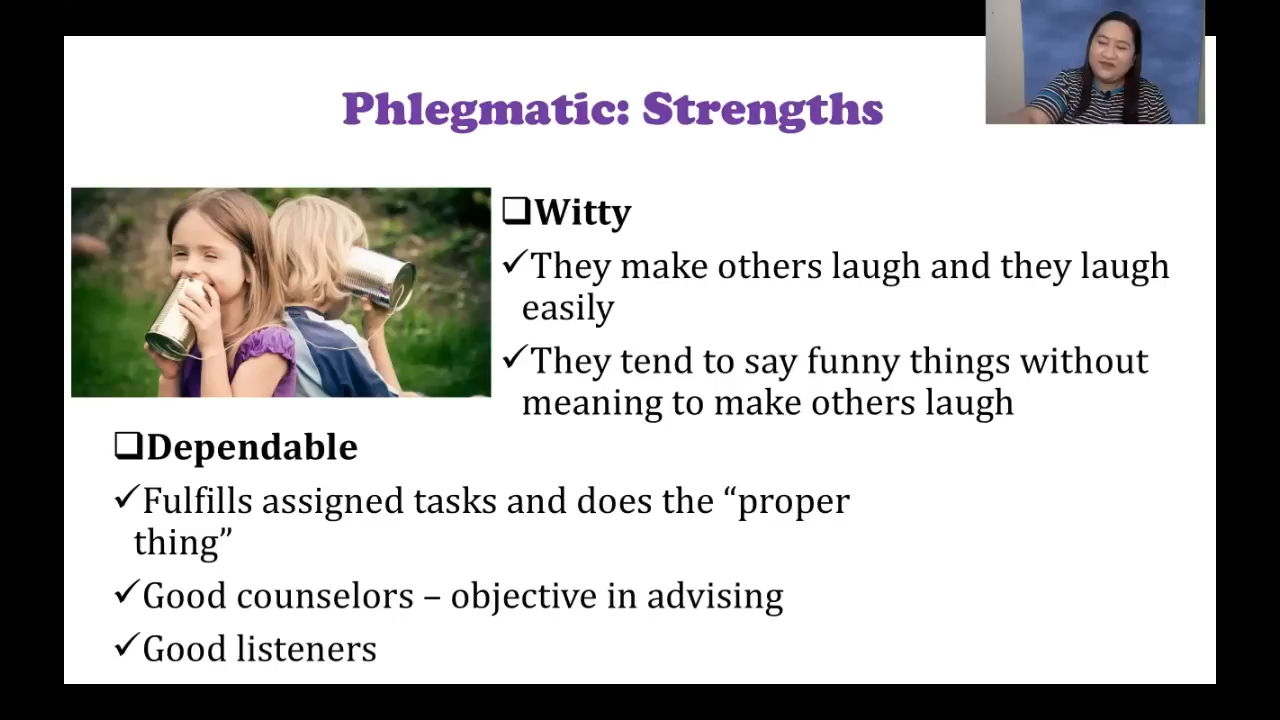 Phlegmatic: Strengths
❑Witty
✓They make others laugh and they laugh
easily
✓They tend to say funny things without
meaning to make others laugh
❑Dependable
✓Fulfills assigned tasks and does the “proper
thing”
✓Good counselors – objective in advising
✓Good listeners